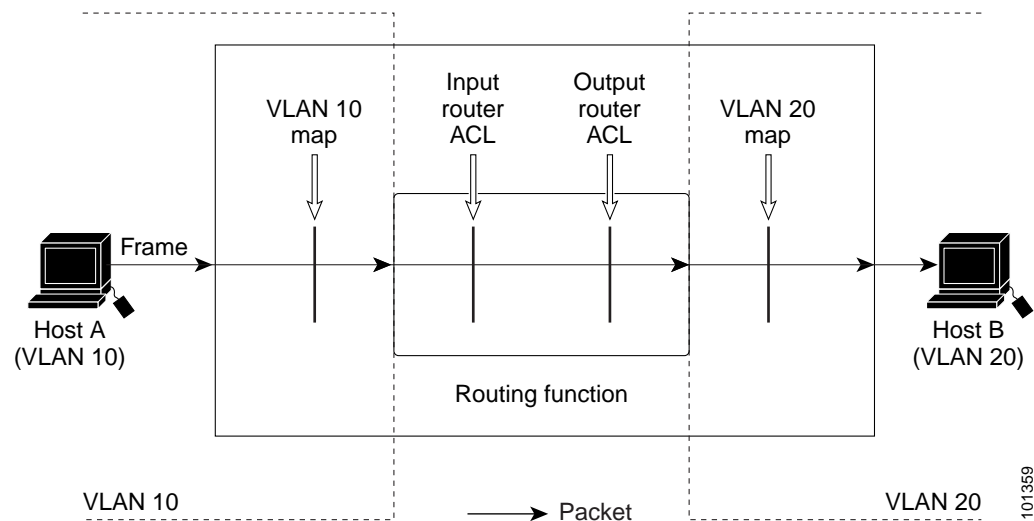 VLAN 10
map
Input
router
ACL
Output
router
ACL
VLAN 20
map
Frame
Host A
(VLAN 10)
Host B
(VLAN 20)
Routing function
VLAN 10
Packet
VLAN 20
101359